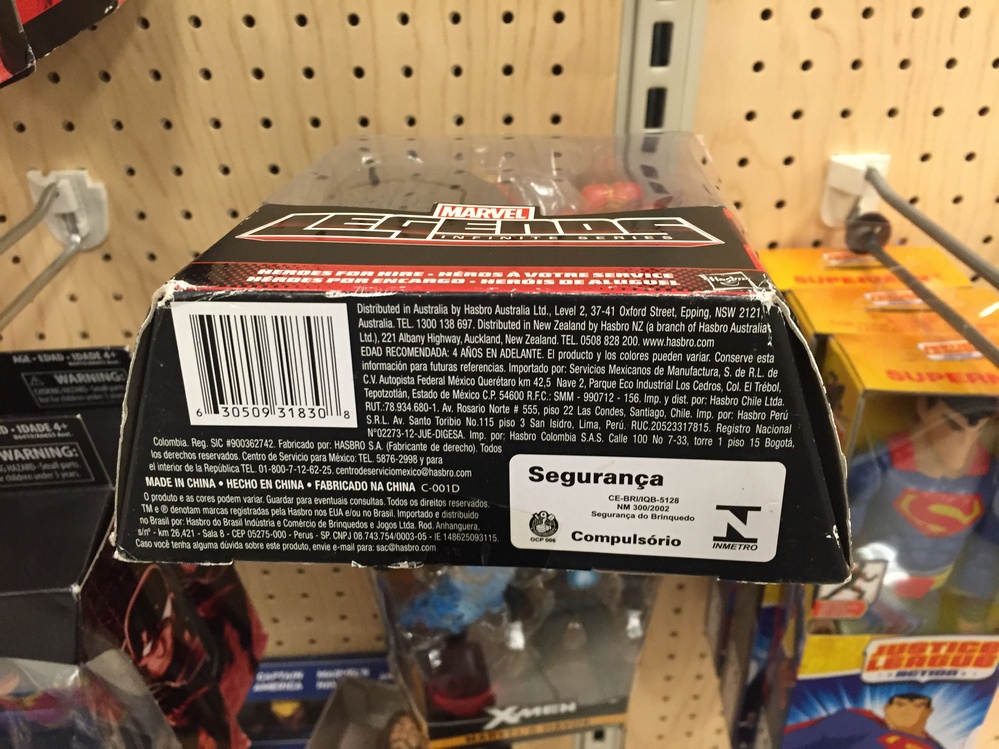 MARVEL
LEGENDS
INFINITE SERIES
HEROES FOR HIRE - HÉROS À VOTRE SERVICE
HÉROES POR ENCARGO - HERÓIS DE ALUGUEL
Hasbro
6 30509 31830 8
Distributed in Australia by Hasbro Australia Ltd., Level 2, 37-41 Oxford Street, Epping, NSW 2121,
Australia. TEL. 1300 138 697. Distributed in New Zealand by Hasbro NZ (a branch of Hasbro Australia
Ltd.), 221 Albany Highway, Auckland, New Zealand. TEL. 0508 828 200. www.hasbro.com
EDAD RECOMENDADA: 4 AÑOS EN ADELANTE. El producto y los colores pueden variar. Conserve esta
información para futuras referencias. Importado por: Servicios Mexicanos de Manufactura, S. de R.L. de
C.V. Autopista Federal México Querétaro km 42,5 Nave 2, Parque Eco Industrial Los Cedros, Col. El Trébol,
Tepotzotlán, Estado de México C.P. 54600 R.F.C.: SMM - 990712 - 156. Imp. y dist. por: Hasbro Chile Ltda.
RUT.:78.934.680-1. Av. Rosario Norte # 555, piso 22 Las Condes, Santiago, Chile. Imp. por: Hasbro Perú
S.R.L. Av. Santo Toribio No.115 piso 3 San Isidro, Lima, Perú. RUC.20523317815. Registro Nacional
N°02273-12-JUE-DIGESA. Imp. por: Hasbro Colombia S.A.S. Calle 100 No 7-33, torre 1 piso 15 Bogotá,
Colombia. Reg. SIC #900362742. Fabricado por: HASBRO S.A. (Fabricante de derecho). Todos
los derechos reservados. Centro de Servicio para México: TEL. 5876-2998 y para
el interior de la República TEL. 01-800-7-12-62-25. centrodeserviciomexico@hasbro.com
MADE IN CHINA • HECHO EN CHINA • FABRICADO NA CHINA C-001D
O produto e as cores podem variar. Guardar para eventuais consultas. Todos os direitos reservados.
TM e ® denotam marcas registradas pela Hasbro nos EUA e/ou no Brasil. Importado e distribuído
no Brasil por: Hasbro do Brasil Indústria e Comércio de Brinquedos e Jogos Ltda. Rod. Anhanguera,
s/nº - km 26,421 - Sala 8 - CEP 05275-000 - Perus - SP. CNPJ 08.743.754/0003-05 - IE 148625093115.
Caso você tenha alguma dúvida sobre este produto, envie e-mail para: sac@hasbro.com
Segurança
CE-BRI/IQB-5128
NM 300/2002
Segurança do Brinquedo
OCP 006
Compulsório
INMETRO
AGE - EDAD - IDADE 4+
WARNING:
- IDADE 4+
WARNING:
CAPTAIN
AMERICA
X-MEN
SUPERM
JUSTICE
LEAGUE
ACTION